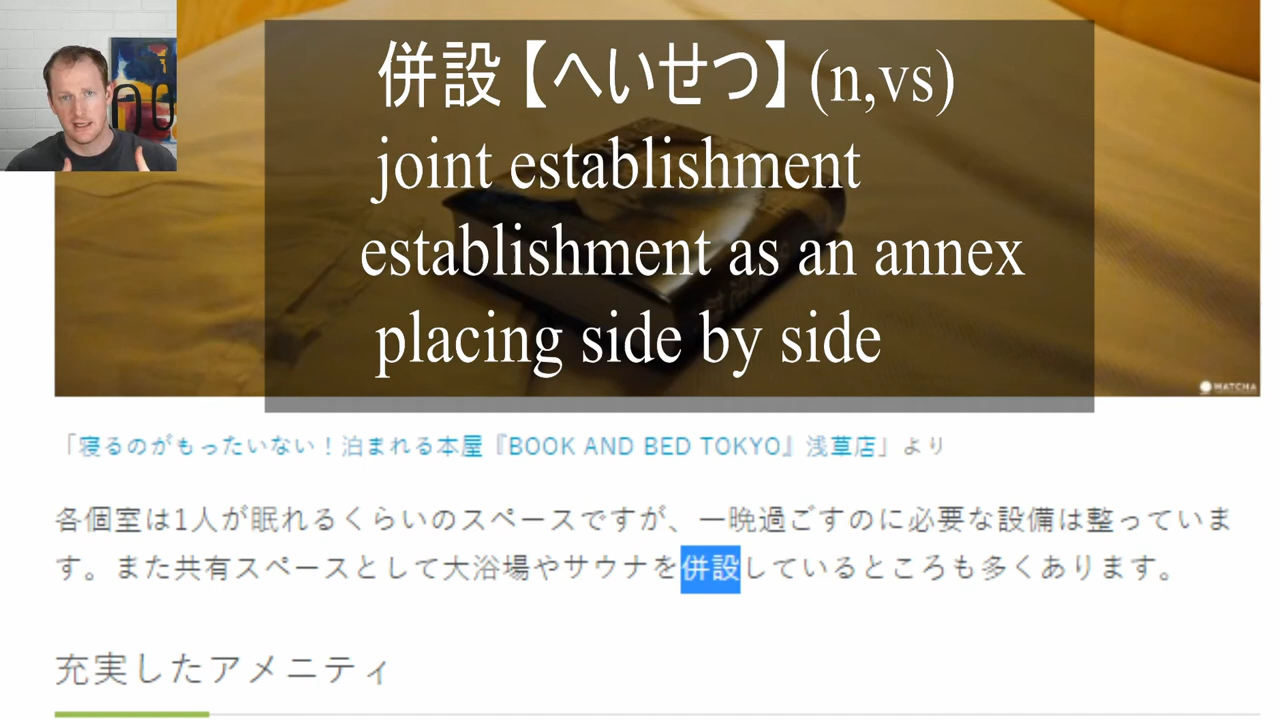 併設【へいせつ】(n,vs)
joint establishment
establishment as an annex
placing side by side
MATCHA
「寝るのがもったいない！泊まれる本屋『BOOK AND BED TOKYO』浅草店」より
各個室は1人が眠れるくらいのスペースですが、一晩過ごすのに必要な設備は整っていま
す。また共有スペースとして大浴場やサウナを併設しているところも多くあります。
充実したアメニティ